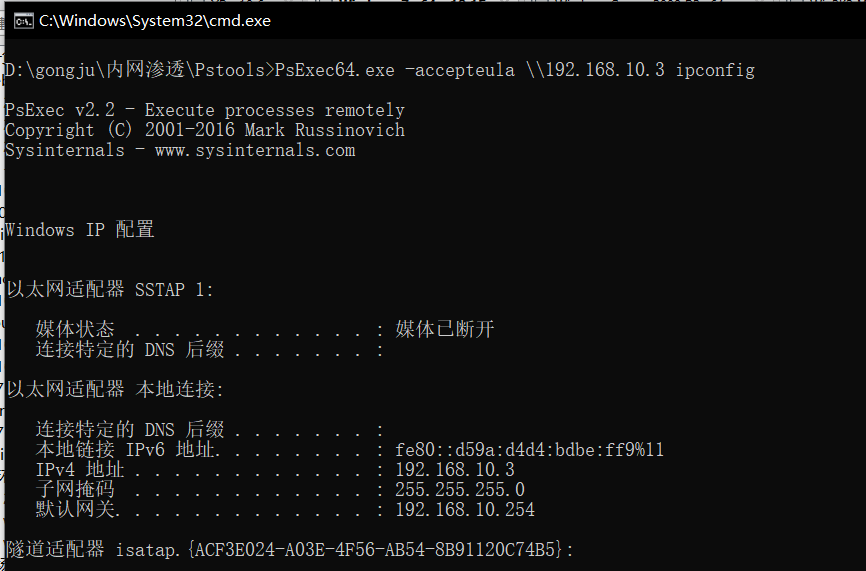 C:\Windows\System32\cmd.exe
D:\gongju\内网渗透\Pstools>PsExec64.exe -accepteula \\192.168.10.3 ipconfig
PsExec v2.2 - Execute processes remotely
Copyright (C) 2001-2016 Mark Russinovich
Sysinternals - www.sysinternals.com
Windows IP 配置
以太网适配器 SSTAP 1:
媒体状态 . . . . . . . . . . . . : 媒体已断开
连接特定的 DNS 后缀 . . . . . . . :
以太网适配器 本地连接:
连接特定的 DNS 后缀 . . . . . . . :
本地链接 IPv6 地址. . . . . . . . : fe80::d59a:d4d4:bdbe:ff9%11
IPv4 地址 . . . . . . . . . . . . : 192.168.10.3
子网掩码 . . . . . . . . . . . . : 255.255.255.0
默认网关. . . . . . . . . . . . . : 192.168.10.254
隧道适配器 isatap.{ACF3E024-A03E-4F56-AB54-8B91120C74B5}: